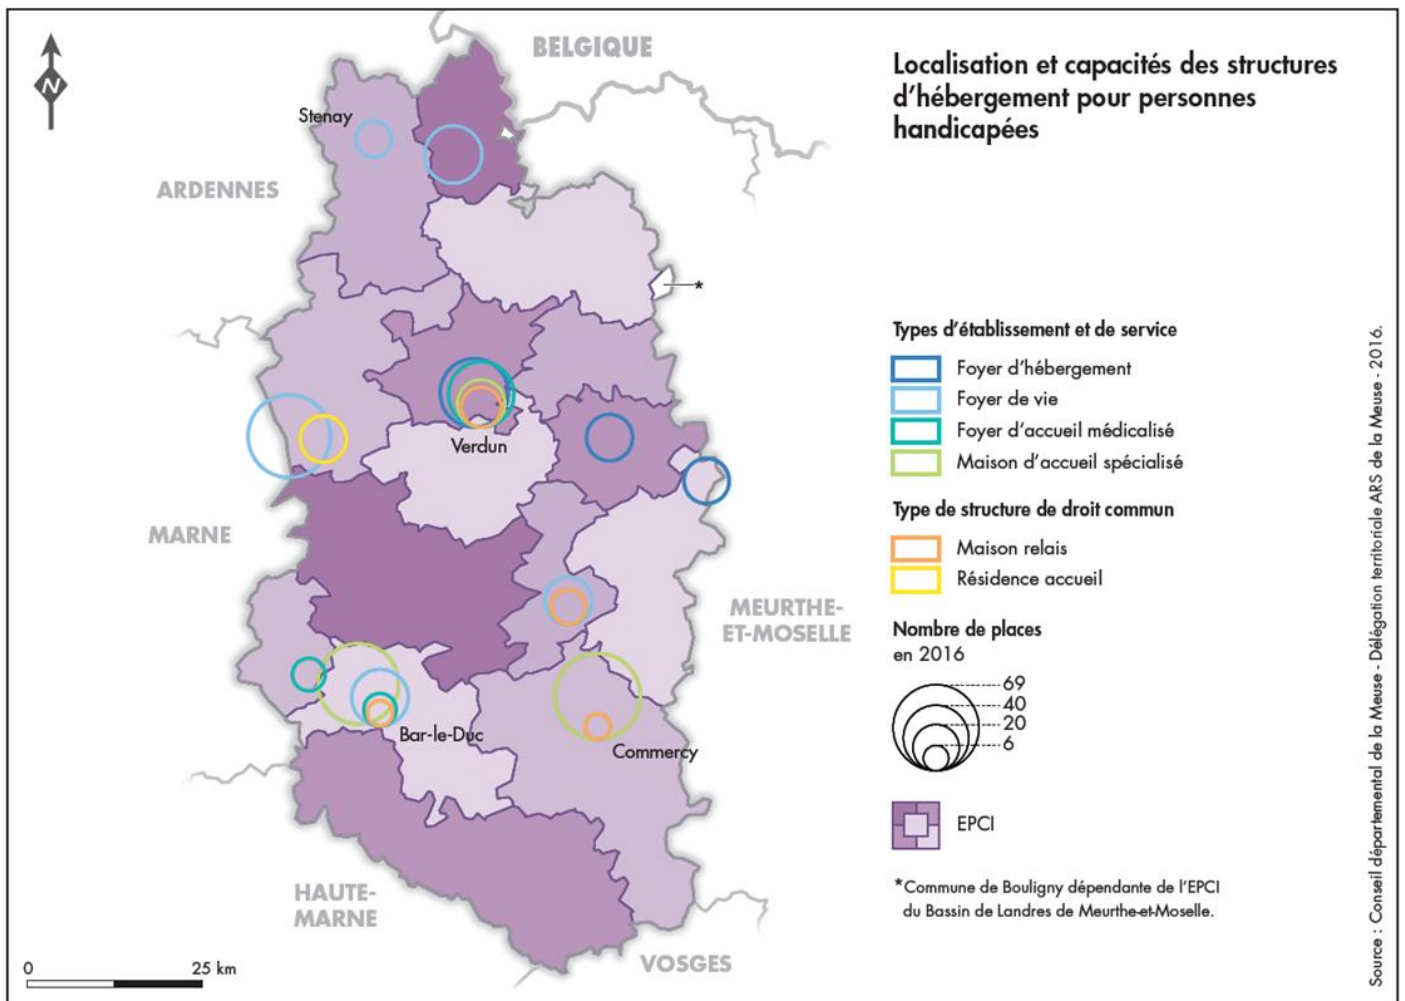 N
BELGIQUE
Stenay
ARDENNES
*
Verdun
MARNE
MEURTHE-
ET-MOSELLE
Bar-le-Duc
Commercy
HAUTE-
MARNE
VOSGES
0 25 km
Localisation et capacités des structures
d'hébergement pour personnes
handicapées
Types d'établissement et de service
Foyer d'hébergement
Foyer de vie
Foyer d'accueil médicalisé
Maison d'accueil spécialisé
Type de structure de droit commun
Maison relais
Résidence accueil
Nombre de places
en 2016
69
40
20
6
EPCI
*Commune de Bouligny dépendante de l'EPCI
du Bassin de Landres de Meurthe-et-Moselle.
Source : Conseil départemental de la Meuse - Délégation territoriale ARS de la Meuse - 2016.